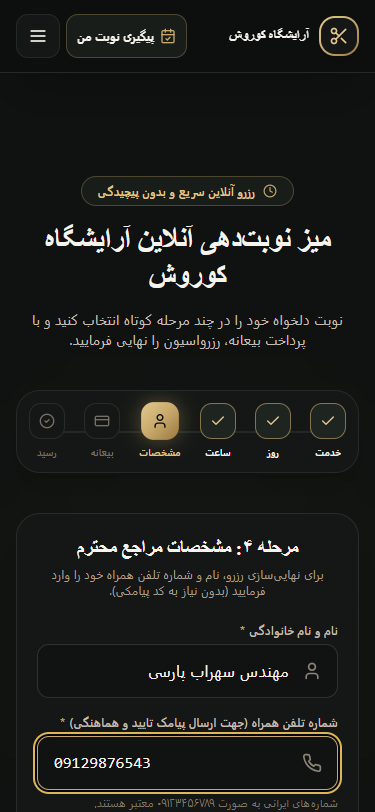 آرایشگاه کوروش
پیگیری نوبت من
رزرو آنلاین سریع و بدون پیچیدگی
میز نوبت‌دهی آنلاین آرایشگاه
کوروش
نوبت دلخواه خود را در چند مرحله کوتاه انتخاب کنید و با
پرداخت بیعانه، رزرواسیون را نهایی فرمایید.
خدمت
روز
ساعت
مشخصات
بیعانه
رسید
مرحله ۴: مشخصات مراجع محترم
برای نهایی‌سازی رزرو، نام و شماره تلفن همراه خود را وارد
فرمایید (بدون نیاز به کد پیامکی).
نام و نام خانوادگی *
مهندس سهراب پارسی
شماره تلفن همراه (جهت ارسال پیامک تایید و هماهنگی) *
09129876543
شماره‌های ایرانی به صورت ۰۹۱۲۳۴۵۶۷۸۹ معتبر هستند.